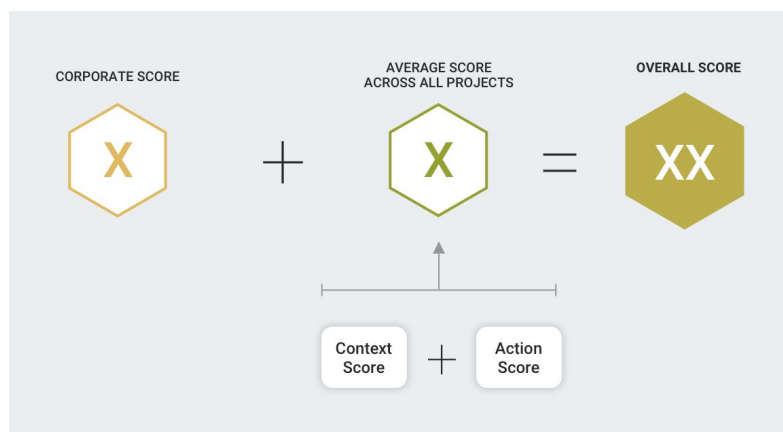 CORPORATE SCORE
AVERAGE SCORE
ACROSS ALL PROJECTS
OVERALL SCORE
X
+
X
=
XX
Context
Score
+
Action
Score